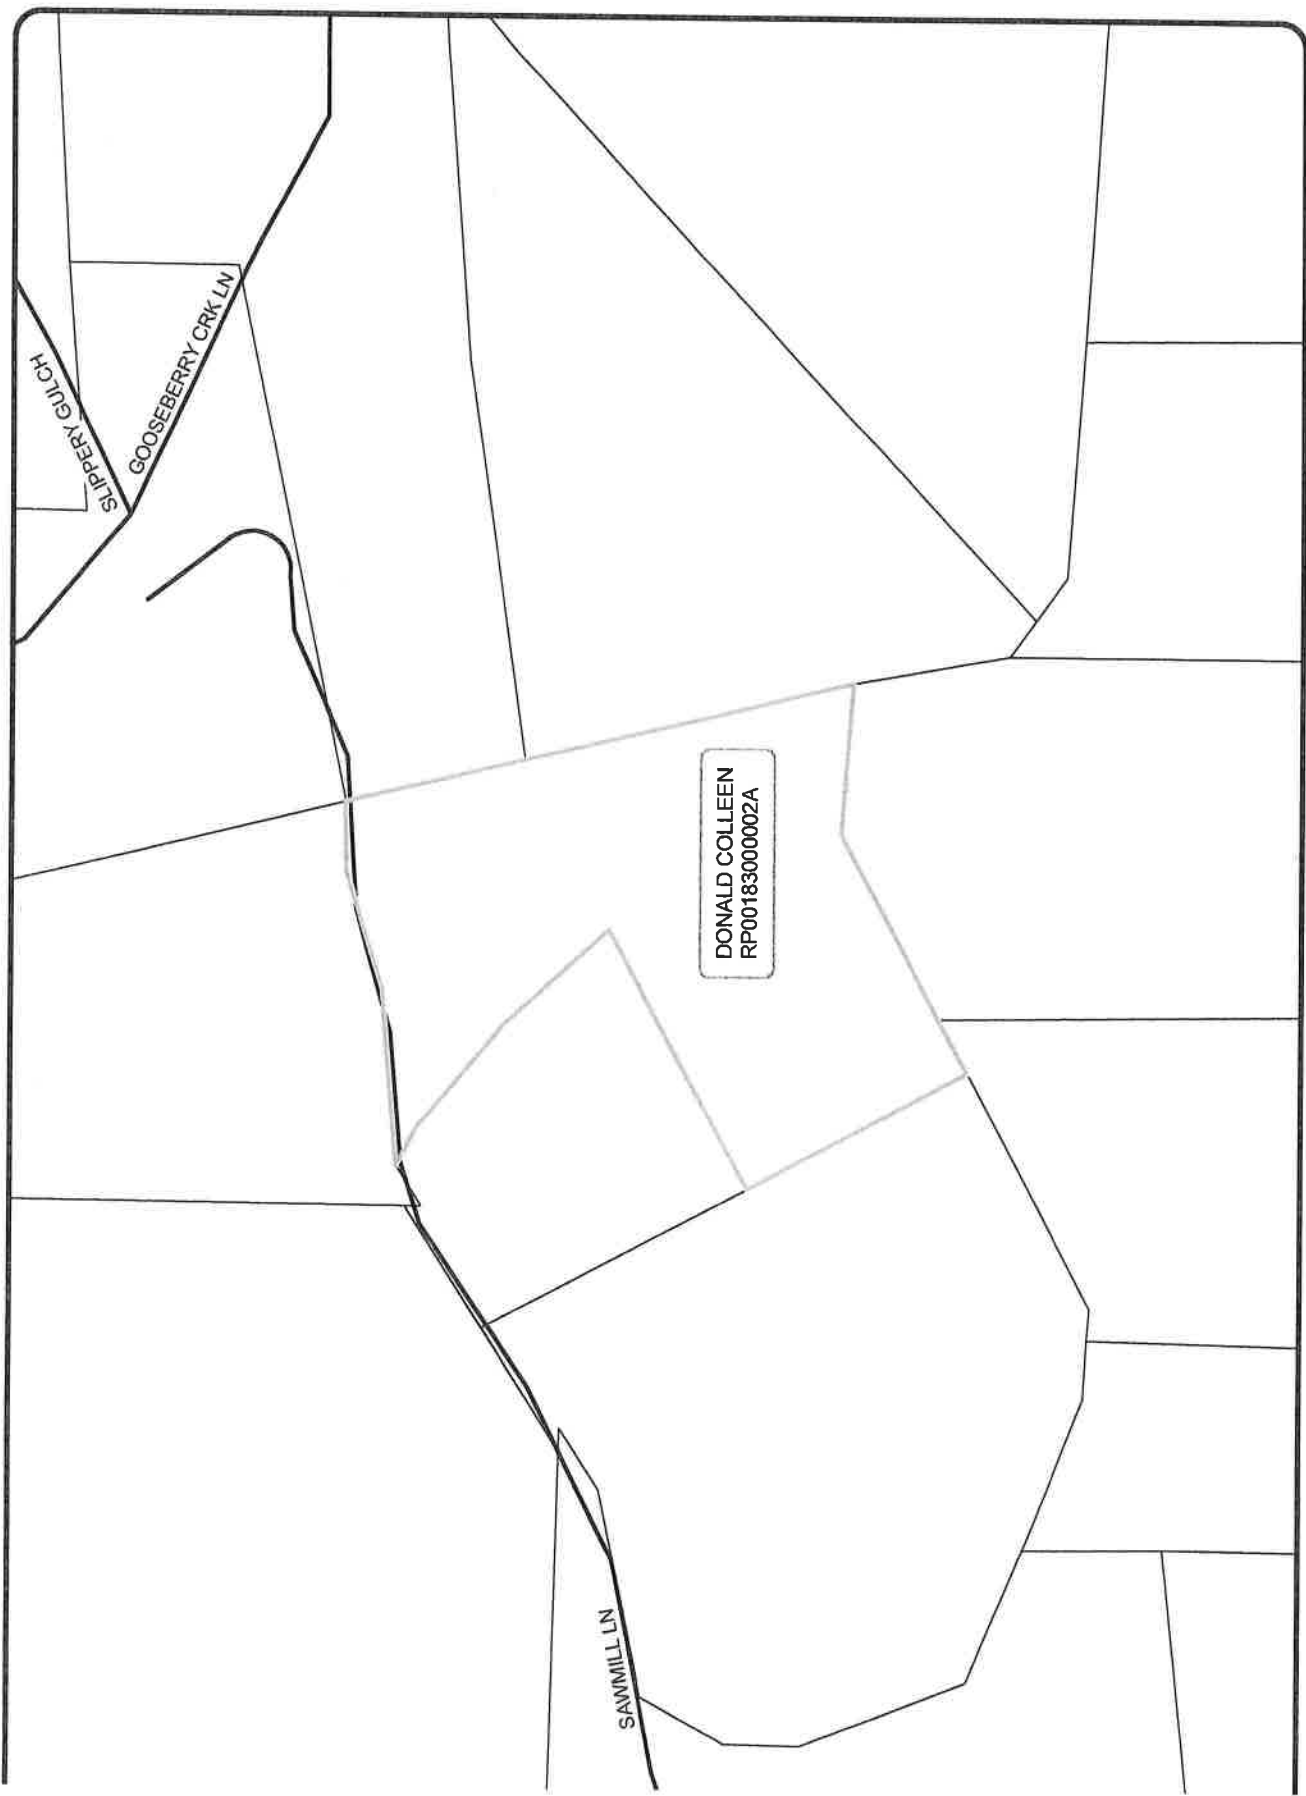 SLIPPERY GULCH
GOOSEBERRY CRK LN
DONALD COLLEEN
RP00183000002A
SAWMILL LN